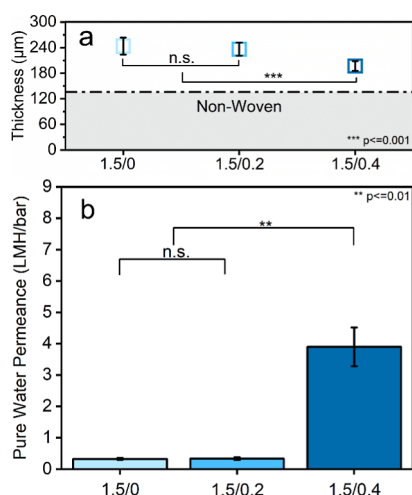 a
Thickness (µm)
300
240
180
120
60
0
n.s.
***
Non-Woven
*** p<=0.001
1.5/0
1.5/0.2
1.5/0.4
b
Pure Water Permeance (LMH/bar)
9
8
7
6
5
4
3
2
1
0
** p<=0.01
**
n.s.
1.5/0
1.5/0.2
1.5/0.4